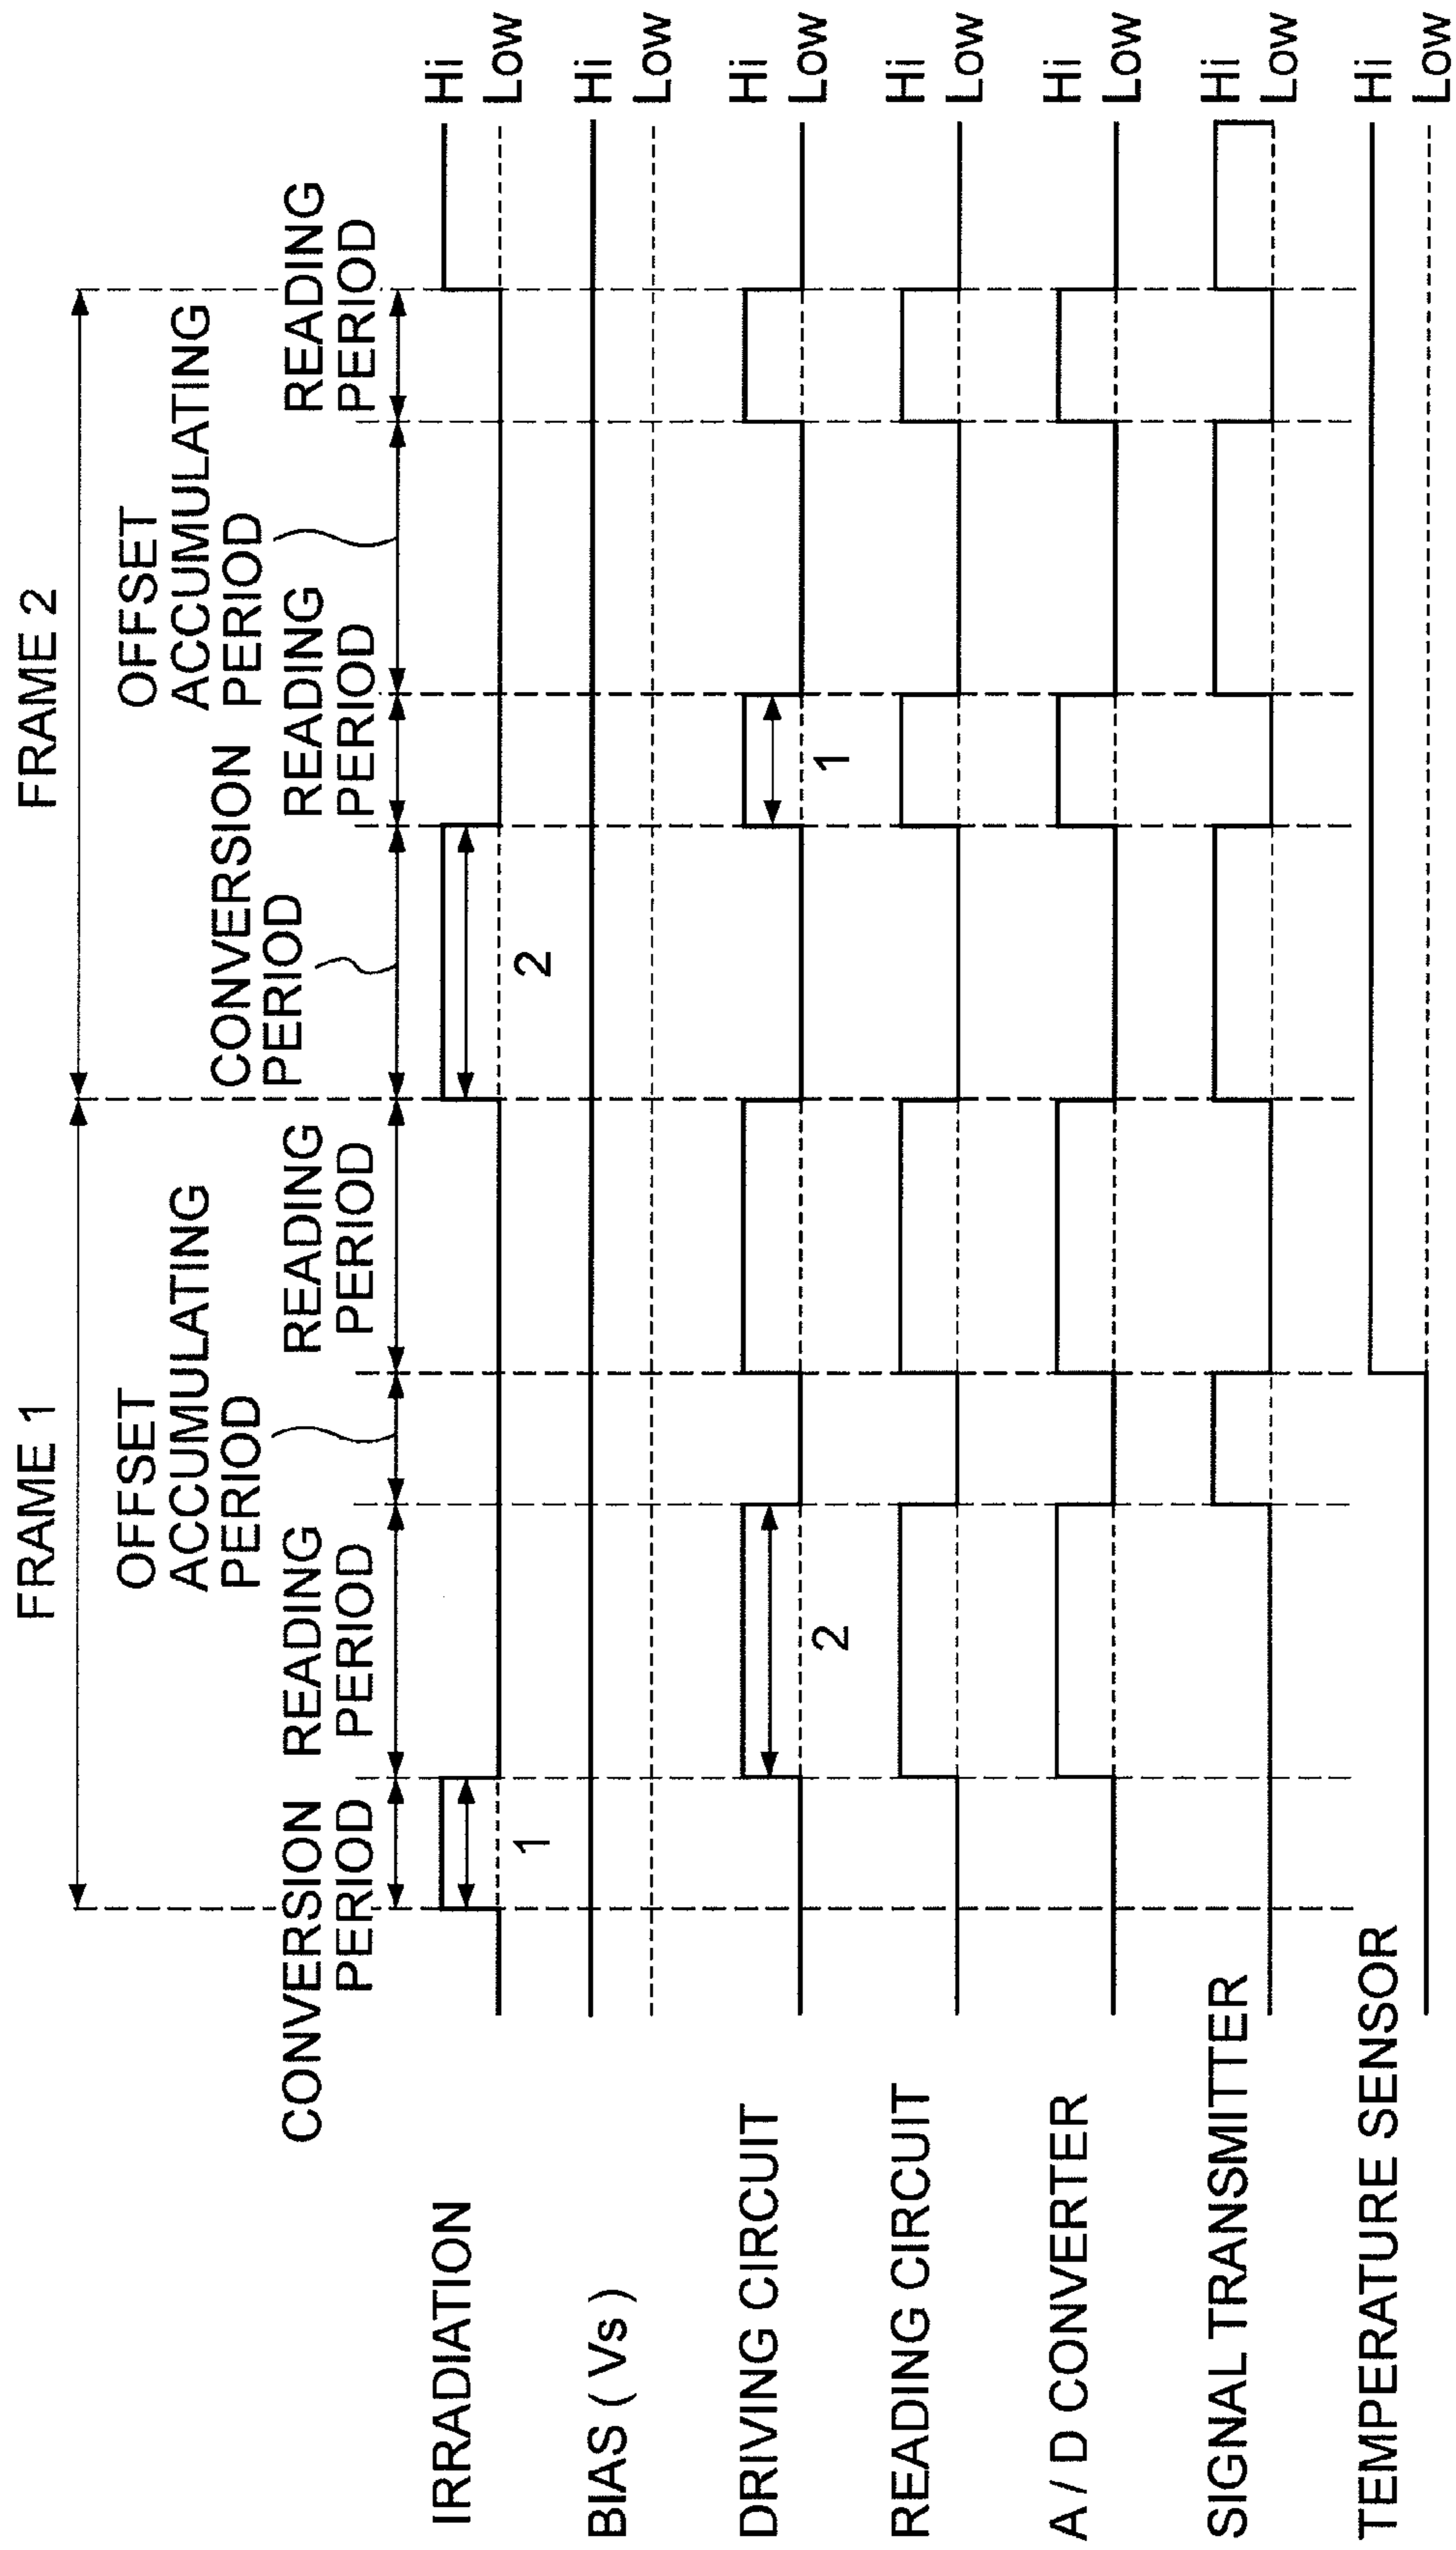 FRAME 1
FRAME 2
OFFSET
ACCUMULATING
PERIOD
OFFSET
ACCUMULATING
PERIOD
CONVERSION
PERIOD
READING
PERIOD
READING
PERIOD
CONVERSION
PERIOD
READING
PERIOD
READING
PERIOD
IRRADIATION
1
2
Hi
Low
BIAS ( Vs )
Hi
Low
DRIVING CIRCUIT
2
1
Hi
Low
READING CIRCUIT
Hi
Low
A / D CONVERTER
Hi
Low
SIGNAL TRANSMITTER
Hi
Low
TEMPERATURE SENSOR
Hi
Low